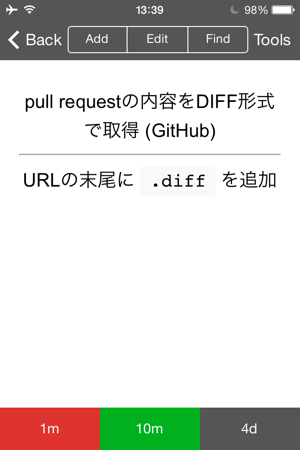 13:39
98%
Back Add Edit Find Tools
pull requestの内容をDIFF形式
で取得 (GitHub)
URLの末尾に .diff を追加
1m 10m 4d